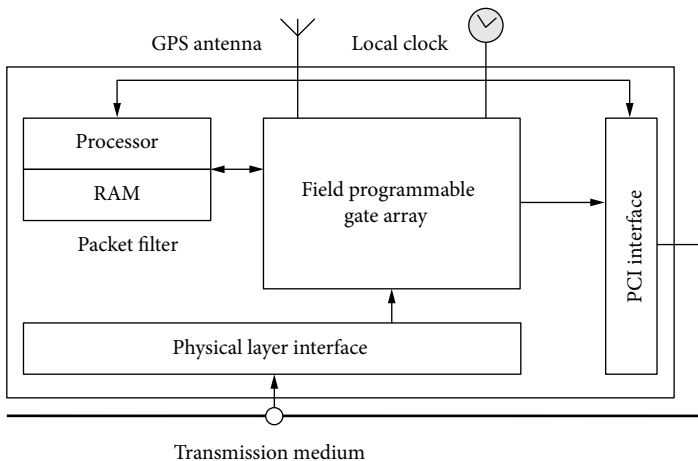 GPS antenna
Local clock
Processor
RAM
Packet filter
Field programmable
gate array
PCI interface
Physical layer interface
Transmission medium